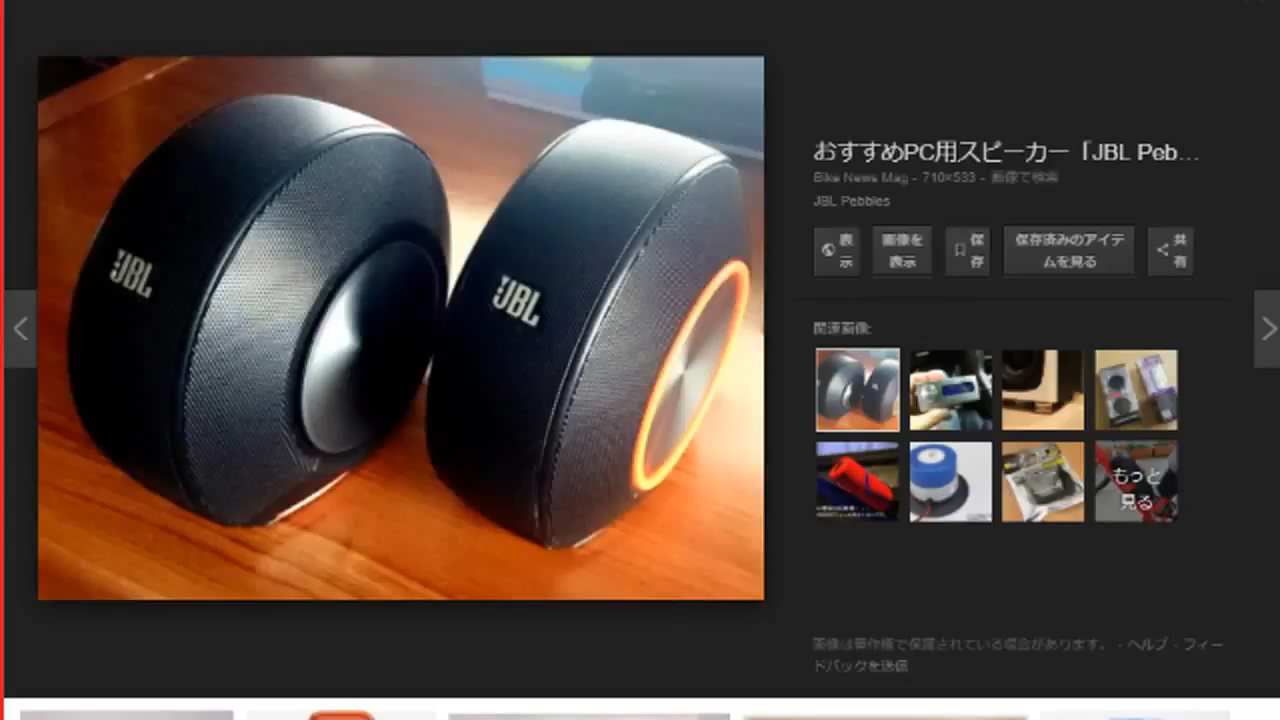 JBL
JBL
おすすめPC用スピーカー「JBL Peb...
Bike News Mag - 710×533 - 画像で検索
JBL Pebbles
表
示
画像を
表示
保
存
保存済みのアイテ
ムを見る
共
有
関連画像:
もっと
見る
画像は著作権で保護されている場合があります。 - ヘルプ - フィー
ドバックを送信